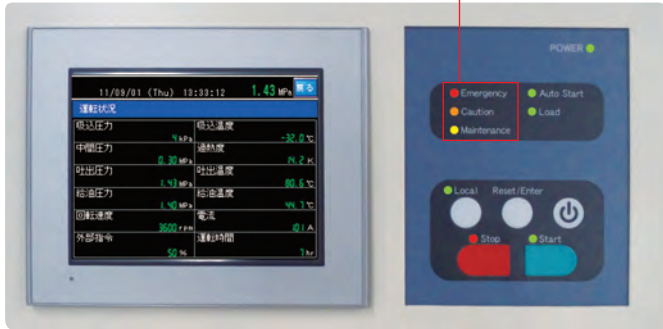 11/09/01 (Thu) 13:33:12 1.43 MPa 戻る
運転状況
吸込圧力 4 kPa 吸込温度 -32.0 ℃
中間圧力 0.30 MPa 過熱度 14.2 K
吐出圧力 1.43 MPa 吐出温度 80.6 ℃
給油圧力 1.40 MPa 給油温度 44.7 ℃
回転速度 3600 rpm 電流 101 A
外部指令 50 % 運転時間 7 hr
POWER
Emergency Auto Start
Caution Load
Maintenance
Local Reset/Enter
Stop Start